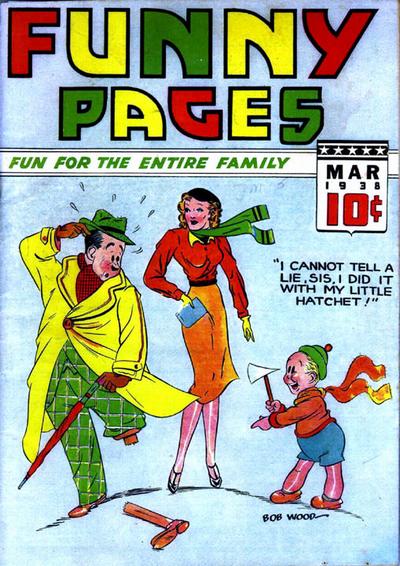 FUNNY
PAGES
FUN FOR THE ENTIRE FAMILY
MAR
1938
10¢
"I CANNOT TELL A
LIE, SIS, I DID IT
WITH MY LITTLE
HATCHET!"
BOB WOOD